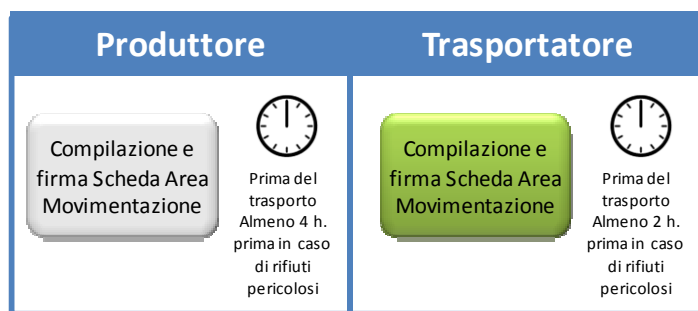 Produttore
Trasportatore
Compilazione e
firma Scheda Area
Movimentazione
Prima del
trasporto
Almeno 4 h.
prima in caso
di rifiuti
pericolosi
Compilazione e
firma Scheda Area
Movimentazione
Prima del
trasporto
Almeno 2 h.
prima in caso
di rifiuti
pericolosi